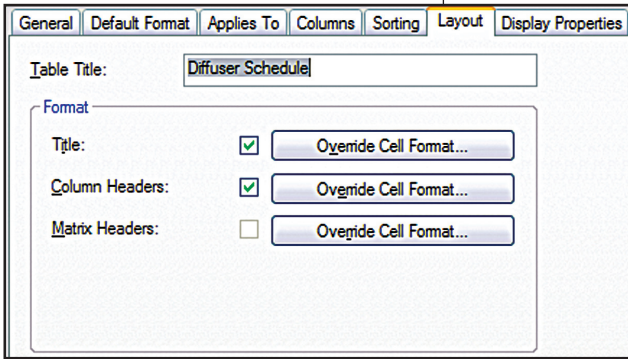 General Default Format Applies To Columns Sorting Layout Display Properties
Table Title: Diffuser Schedule
Format
Title: Override Cell Format...
Column Headers: Override Cell Format...
Matrix Headers: Override Cell Format...